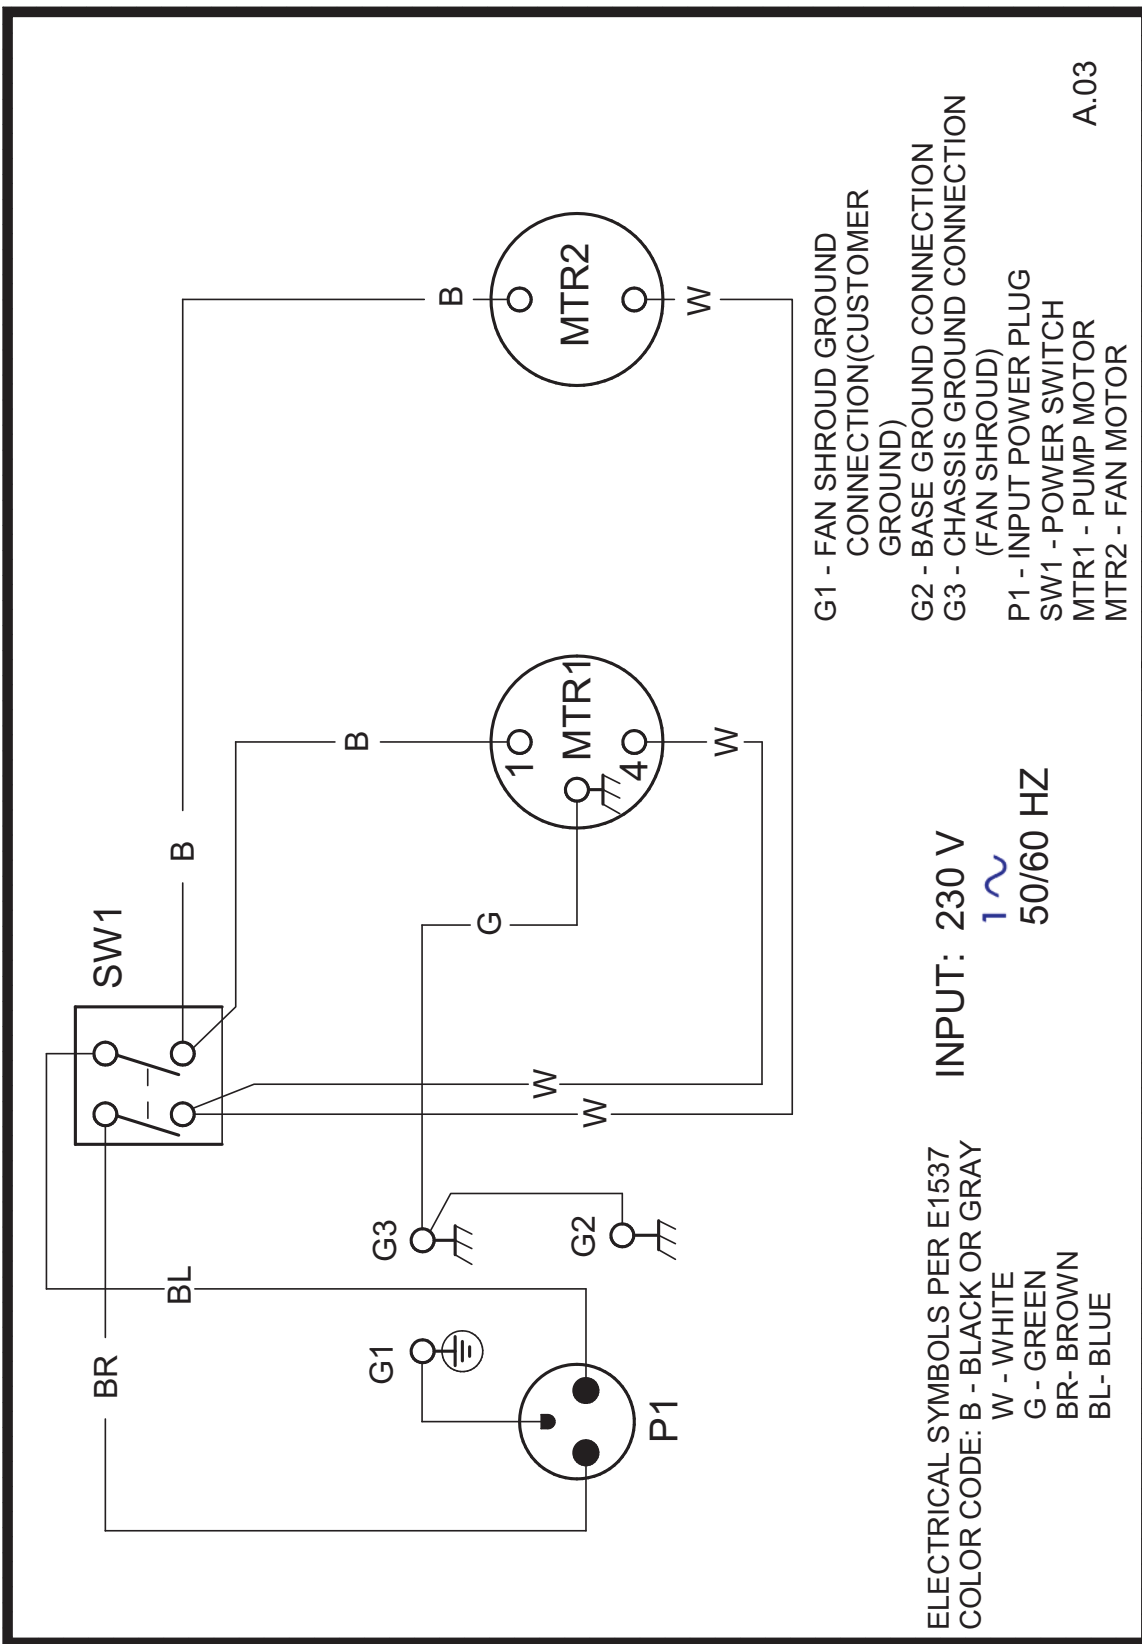 SW1
B
B
B
MTR2
W
1
MTR1
4
W
G
W
W
BR
BL
G1
G3
G2
P1
ELECTRICAL SYMBOLS PER E1537
COLOR CODE: B - BLACK OR GRAY
W - WHITE
G - GREEN
BR- BROWN
BL- BLUE
INPUT: 230 V
1 ~
50/60 HZ
G1 - FAN SHROUD GROUND
CONNECTION(CUSTOMER
GROUND)
G2 - BASE GROUND CONNECTION
G3 - CHASSIS GROUND CONNECTION
(FAN SHROUD)
P1 - INPUT POWER PLUG
SW1 - POWER SWITCH
MTR1 - PUMP MOTOR
MTR2 - FAN MOTOR
A.03